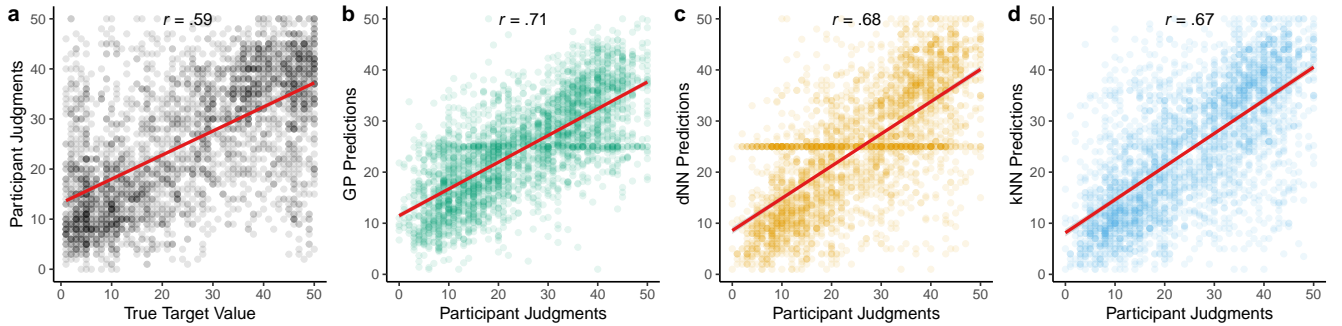 a
r = .59
Participant Judgments
50
40
30
20
10
0
0 10 20 30 40 50
True Target Value
b
r = .71
GP Predictions
50
40
30
20
10
0
0 10 20 30 40 50
Participant Judgments
c
r = .68
dNN Predictions
50
40
30
20
10
0
0 10 20 30 40 50
Participant Judgments
d
r = .67
kNN Predictions
50
40
30
20
10
0
0 10 20 30 40 50
Participant Judgments